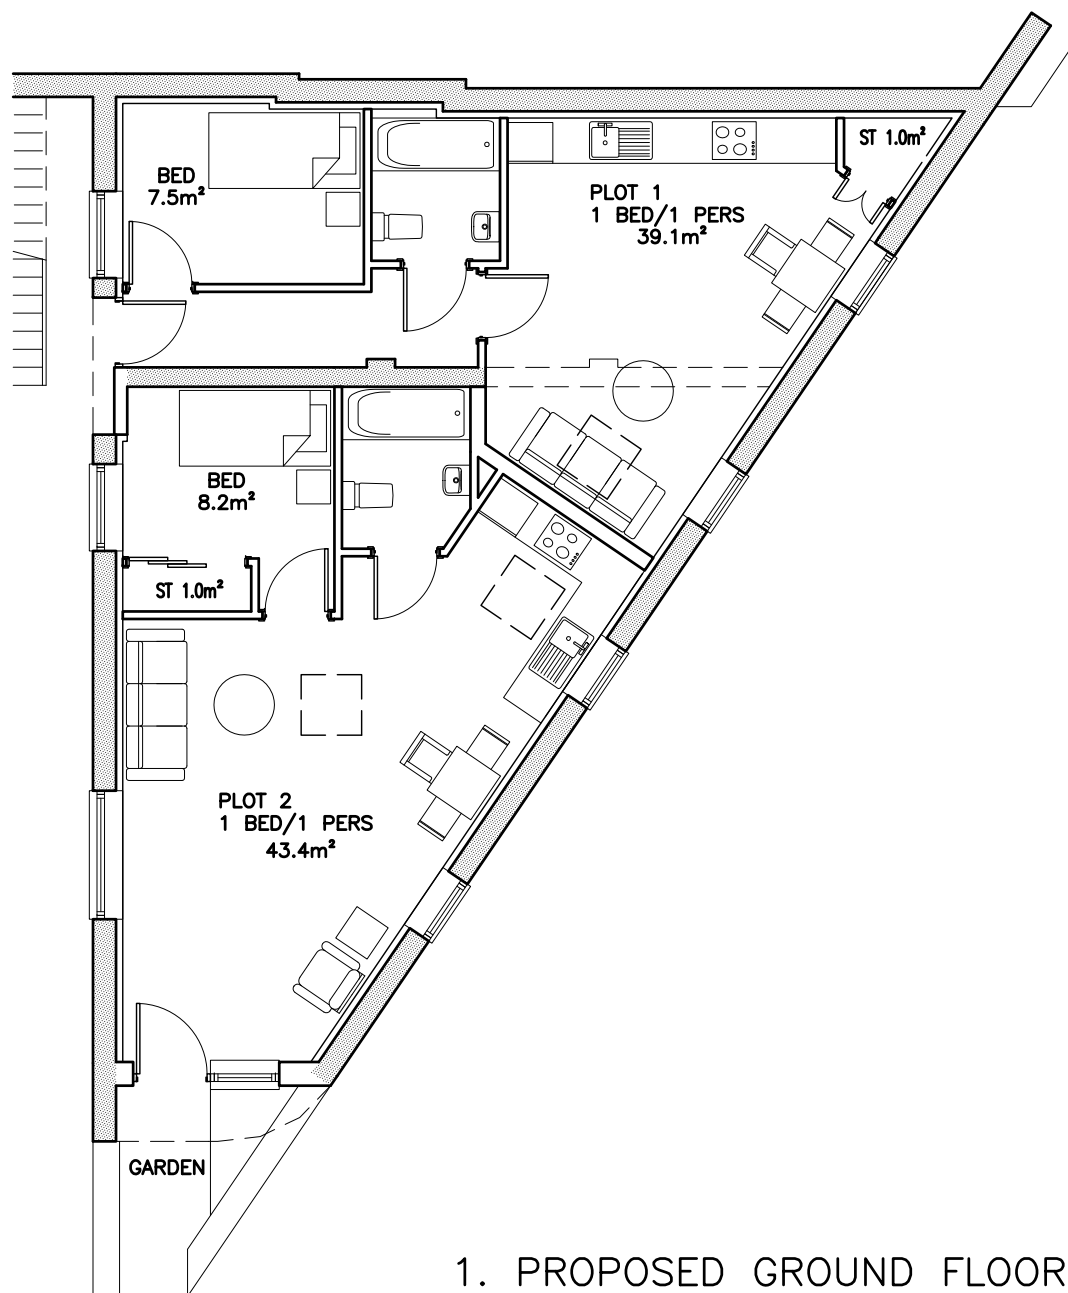 BED
7.5m²
PLOT 1
1 BED/1 PERS
39.1m²
ST 1.0m²
BED
8.2m²
ST 1.0m²
PLOT 2
1 BED/1 PERS
43.4m²
GARDEN
1. PROPOSED GROUND FLOOR